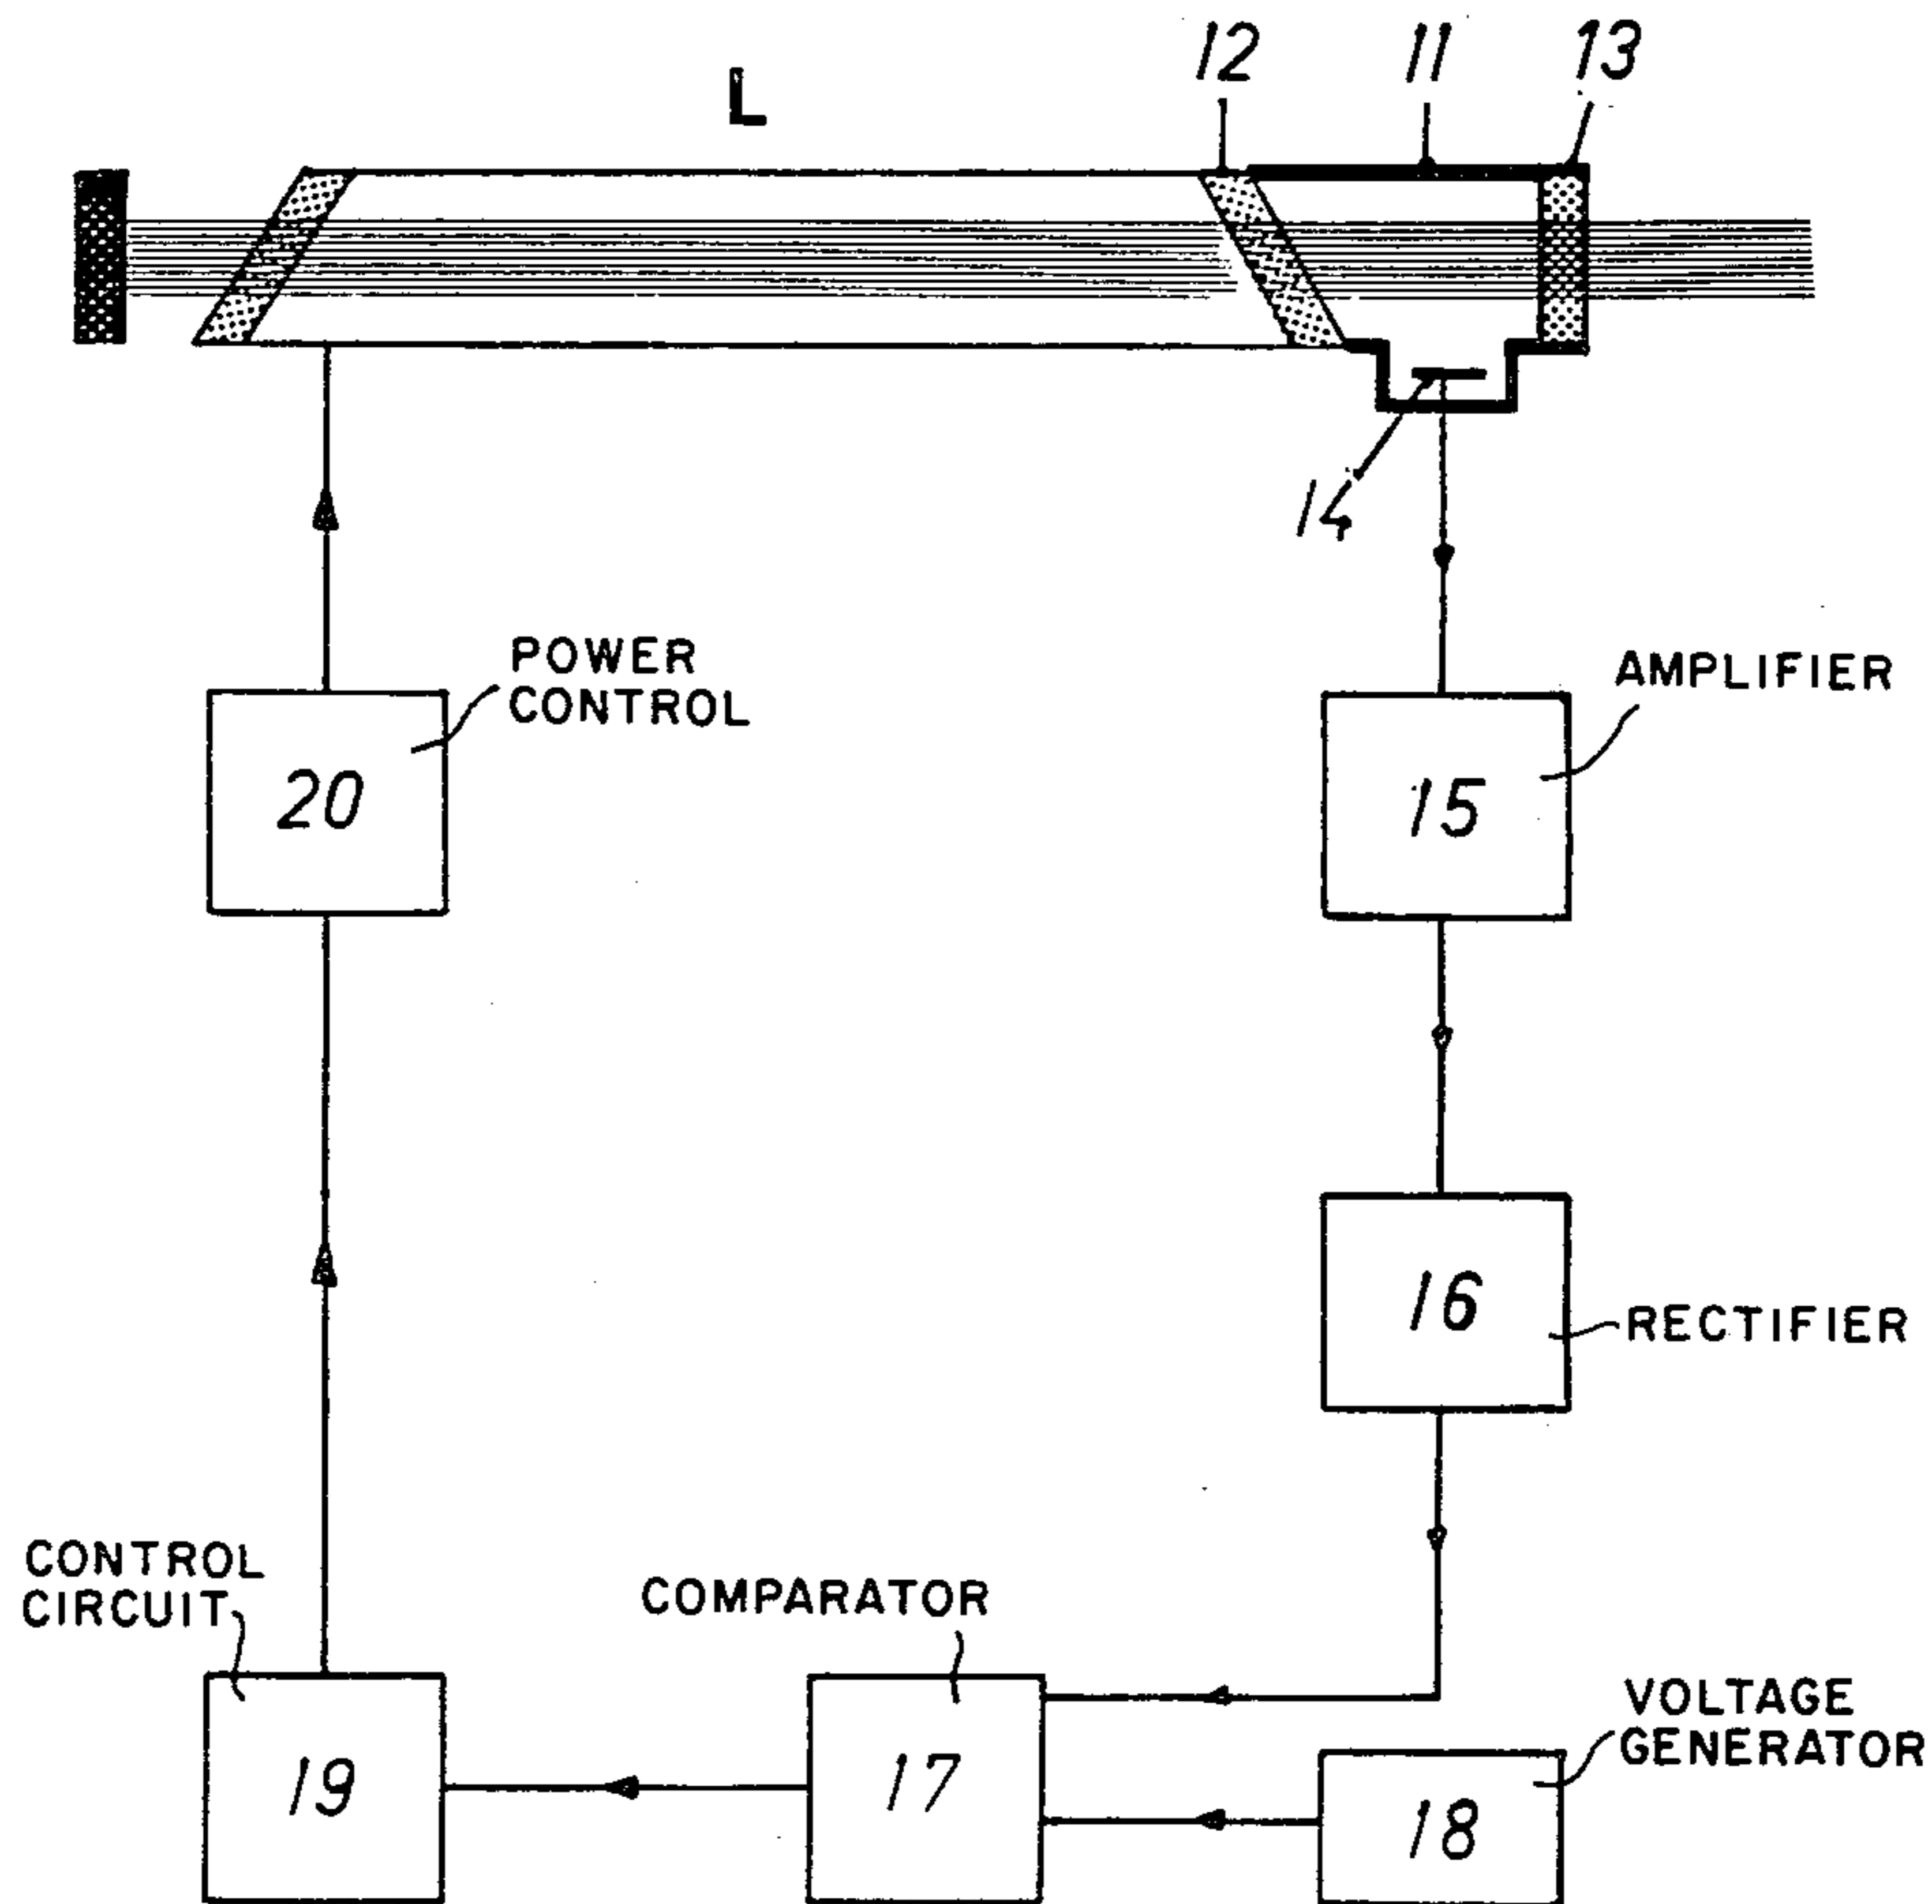 12 11 13
L
14
POWER
CONTROL
AMPLIFIER
20
15
16
RECTIFIER
CONTROL
CIRCUIT
COMPARATOR
VOLTAGE
GENERATOR
19
17
18